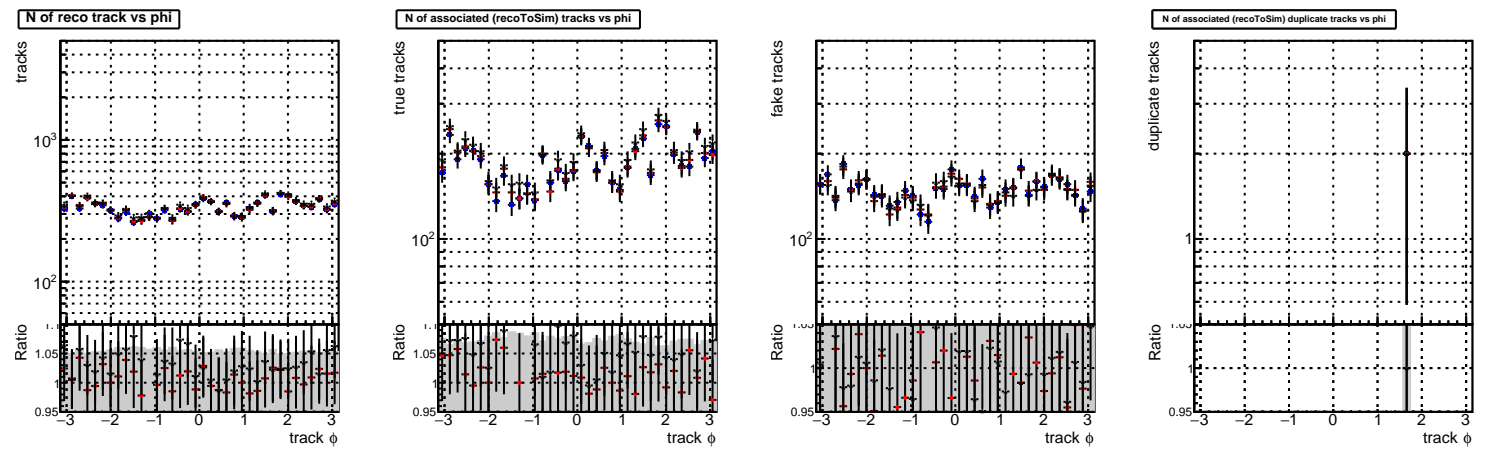 N of reco track vs phi
tracks
10³
10²
Ratio
1.05
1
0.95
−3 −2 −1 0 1 2 3
track ϕ
N of associated (recoToSim) tracks vs phi
true tracks
10²
Ratio
1.05
1
0.95
−3 −2 −1 0 1 2 3
track ϕ
fake tracks
10²
Ratio
1
0.95
−3 −2 −1 0 1 2 3
track ϕ
N of associated (recoToSim) duplicate tracks vs phi
duplicate tracks
1
Ratio
1
0.95
−3 −2 −1 0 1 2 3
track ϕ